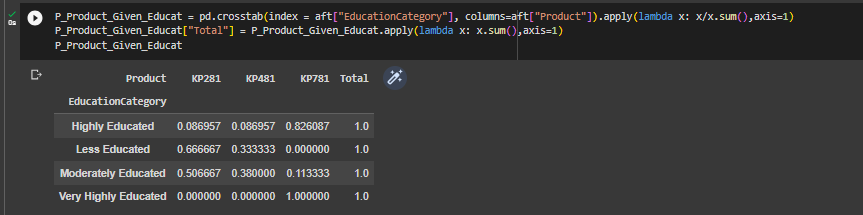 P_Product_Given_Educat = pd.crosstab(index = aft["EducationCategory"], columns=aft["Product"]).apply(lambda x: x/x.sum(),axis=1)
0s
P_Product_Given_Educat["Total"] = P_Product_Given_Educat.apply(lambda x: x.sum(),axis=1)
P_Product_Given_Educat
Product KP281 KP481 KP781 Total
EducationCategory
Highly Educated 0.086957 0.086957 0.826087 1.0
Less Educated 0.666667 0.333333 0.000000 1.0
Moderately Educated 0.506667 0.380000 0.113333 1.0
Very Highly Educated 0.000000 0.000000 1.000000 1.0